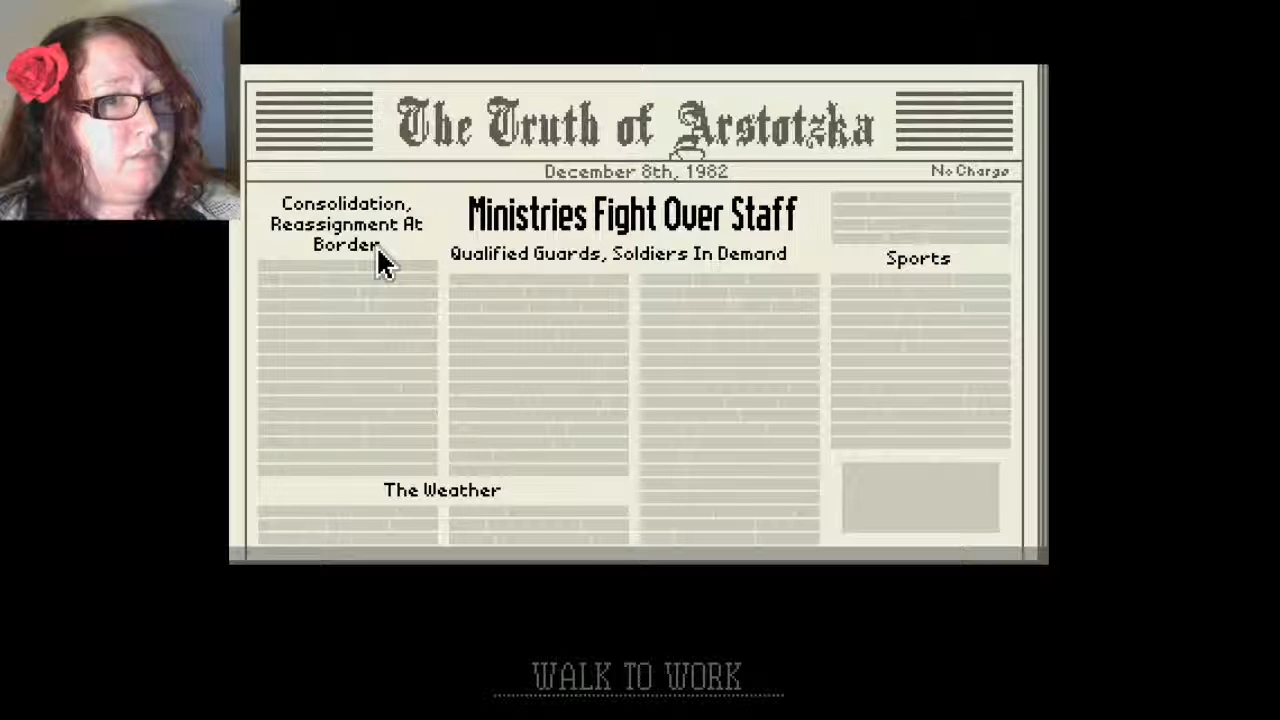 The Truth of Arstotzka
December 8th, 1982
No Charge
Consolidation,
Reassignment At
Border
Ministries Fight Over Staff
Qualified Guards, Soldiers In Demand
Sports
The Weather
WALK TO WORK